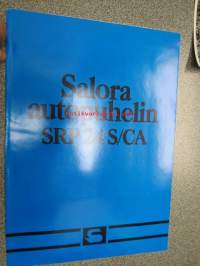 Salora
autopuhelin
SRP 24 S/CA
S